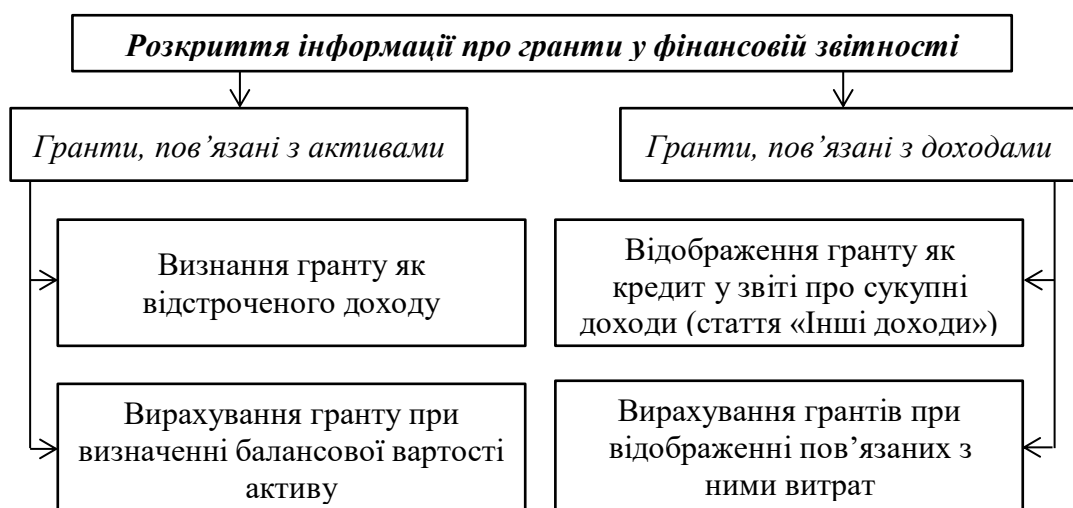 Розкриття інформації про гранти у фінансовій звітності
Гранти, пов’язані з активами
Визнання гранту як
відстроченого доходу
Вирахування гранту при
визначенні балансової вартості
активу
Гранти, пов’язані з доходами
Відображення гранту як
кредит у звіті про сукупні
доходи (стаття «Інші доходи»)
Вирахування грантів при
відображенні пов’язаних з
ними витрат